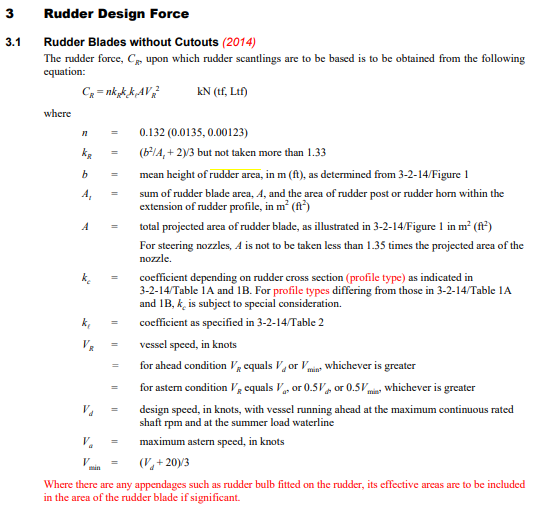 3 Rudder Design Force
3.1 Rudder Blades without Cutouts (2014)
The rudder force, C_R, upon which rudder scantlings are to be based is to be obtained from the following
equation:
C_R = nk_Rk_ck_lAV_R² kN (tf, Ltf)
where
n = 0.132 (0.0135, 0.00123)
k_R = (b²/A_t + 2)/3 but not taken more than 1.33
b = mean height of rudder area, in m (ft), as determined from 3-2-14/Figure 1
A_t = sum of rudder blade area, A, and the area of rudder post or rudder horn within the
extension of rudder profile, in m² (ft²)
A = total projected area of rudder blade, as illustrated in 3-2-14/Figure 1 in m² (ft²)
For steering nozzles, A is not to be taken less than 1.35 times the projected area of the
nozzle.
k_c = coefficient depending on rudder cross section (profile type) as indicated in
3-2-14/Table 1A and 1B. For profile types differing from those in 3-2-14/Table 1A
and 1B, k_c is subject to special consideration.
k_l = coefficient as specified in 3-2-14/Table 2
V_R = vessel speed, in knots
= for ahead condition V_R equals V_d or V_min, whichever is greater
= for astern condition V_R equals V_a, or 0.5V_d, or 0.5V_min, whichever is greater
V_d = design speed, in knots, with vessel running ahead at the maximum continuous rated
shaft rpm and at the summer load waterline
V_a = maximum astern speed, in knots
V_min = (V_d + 20)/3
Where there are any appendages such as rudder bulb fitted on the rudder, its effective areas are to be included
in the area of the rudder blade if significant.